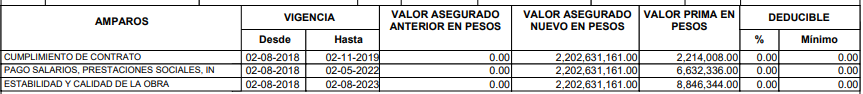 AMPAROS VIGENCIA VALOR ASEGURADO ANTERIOR EN PESOS VALOR ASEGURADO NUEVO EN PESOS VALOR PRIMA EN PESOS DEDUCIBLE
Desde Hasta % Mínimo
CUMPLIMIENTO DE CONTRATO 02-08-2018 02-11-2019 0.00 2,202,631,161.00 2,214,008.00 0.00 0.00
PAGO SALARIOS, PRESTACIONES SOCIALES, IN 02-08-2018 02-05-2022 0.00 2,202,631,161.00 6,632,336.00 0.00 0.00
ESTABILIDAD Y CALIDAD DE LA OBRA 02-08-2018 02-08-2023 0.00 2,202,631,161.00 8,846,344.00 0.00 0.00